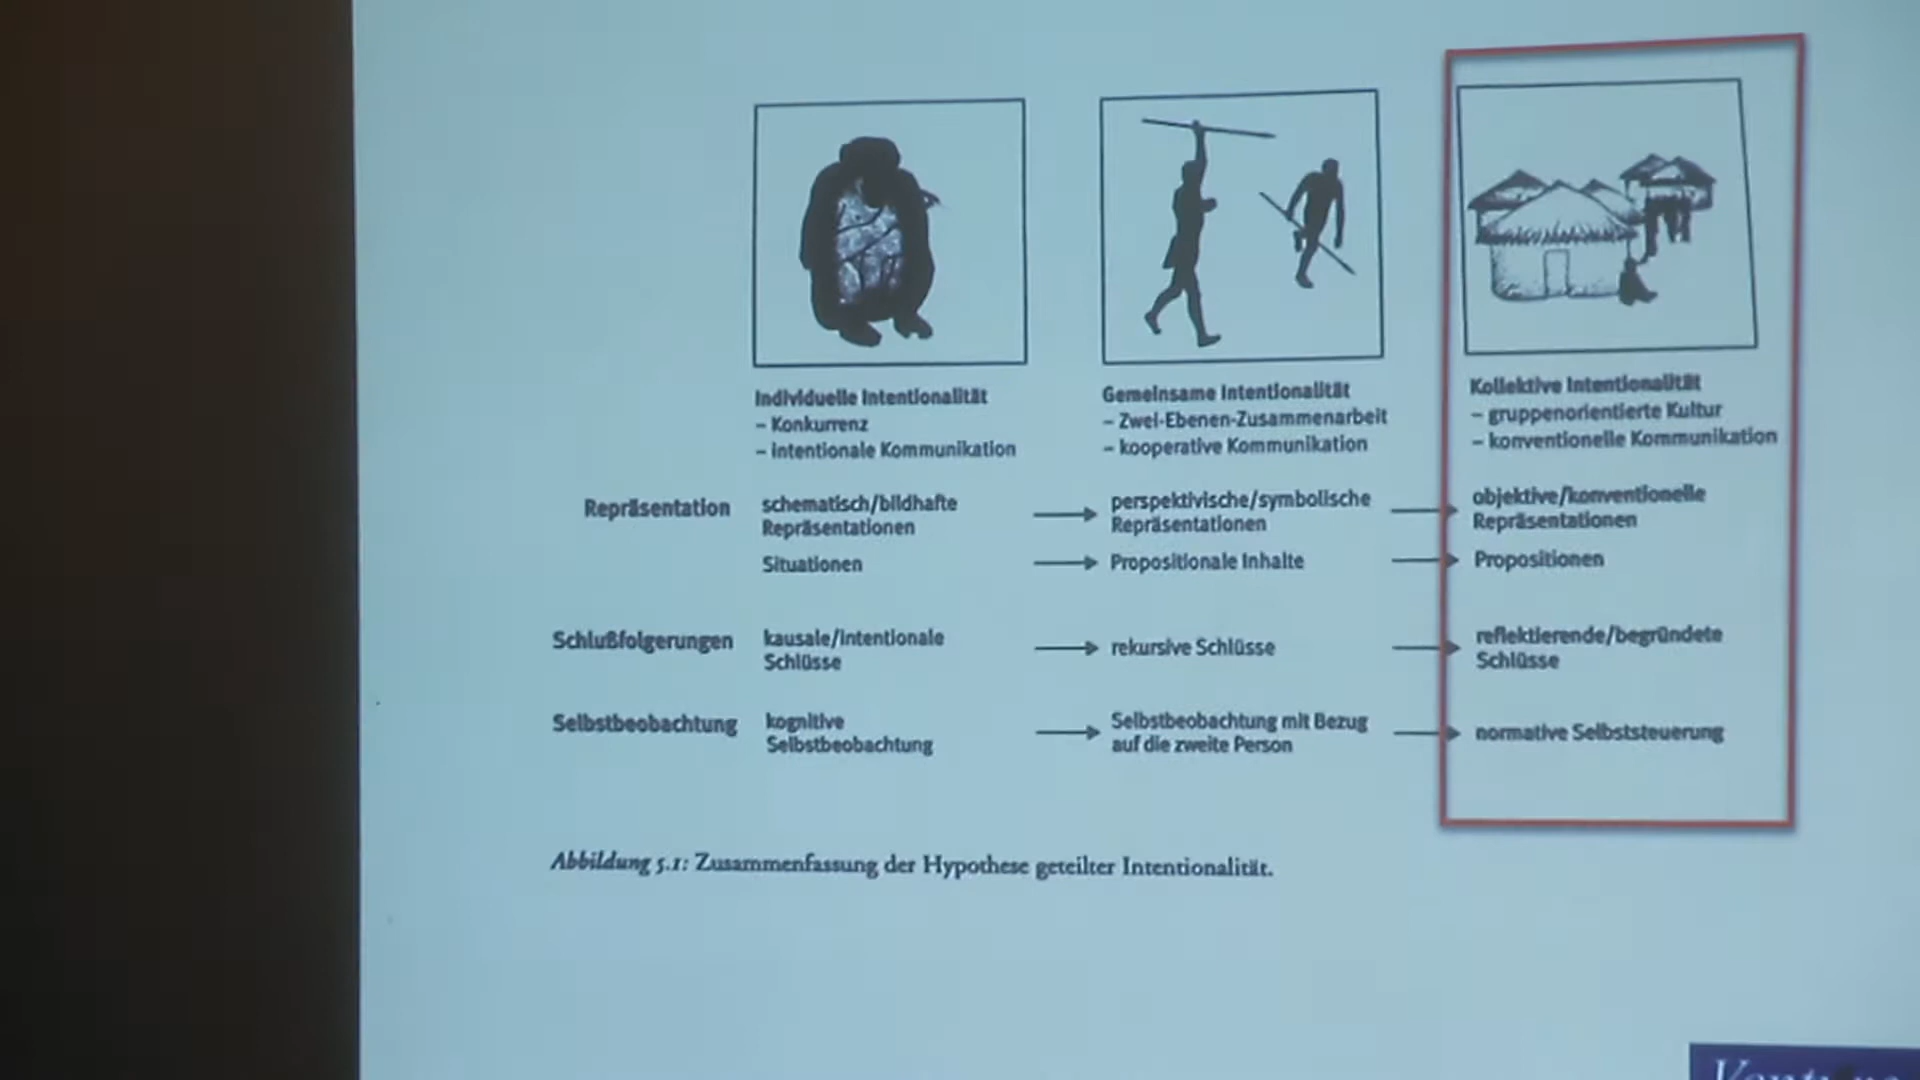 Individuelle Intentionalität
– Konkurrenz
– intentionale Kommunikation
Gemeinsame Intentionalität
– Zwei-Ebenen-Zusammenarbeit
– kooperative Kommunikation
Kollektive Intentionalität
– gruppenorientierte Kultur
– konventionelle Kommunikation
Repräsentation
schematisch/bildhafte
Repräsentationen
perspektivische/symbolische
Repräsentationen
objektive/konventionelle
Repräsentationen
Situationen
Propositionale Inhalte
Propositionen
Schlußfolgerungen
kausale/intentionale
Schlüsse
rekursive Schlüsse
reflektierende/begründete
Schlüsse
Selbstbeobachtung
kognitive
Selbstbeobachtung
Selbstbeobachtung mit Bezug
auf die zweite Person
normative Selbststeuerung
Abbildung 5.1: Zusammenfassung der Hypothese geteilter Intentionalität.